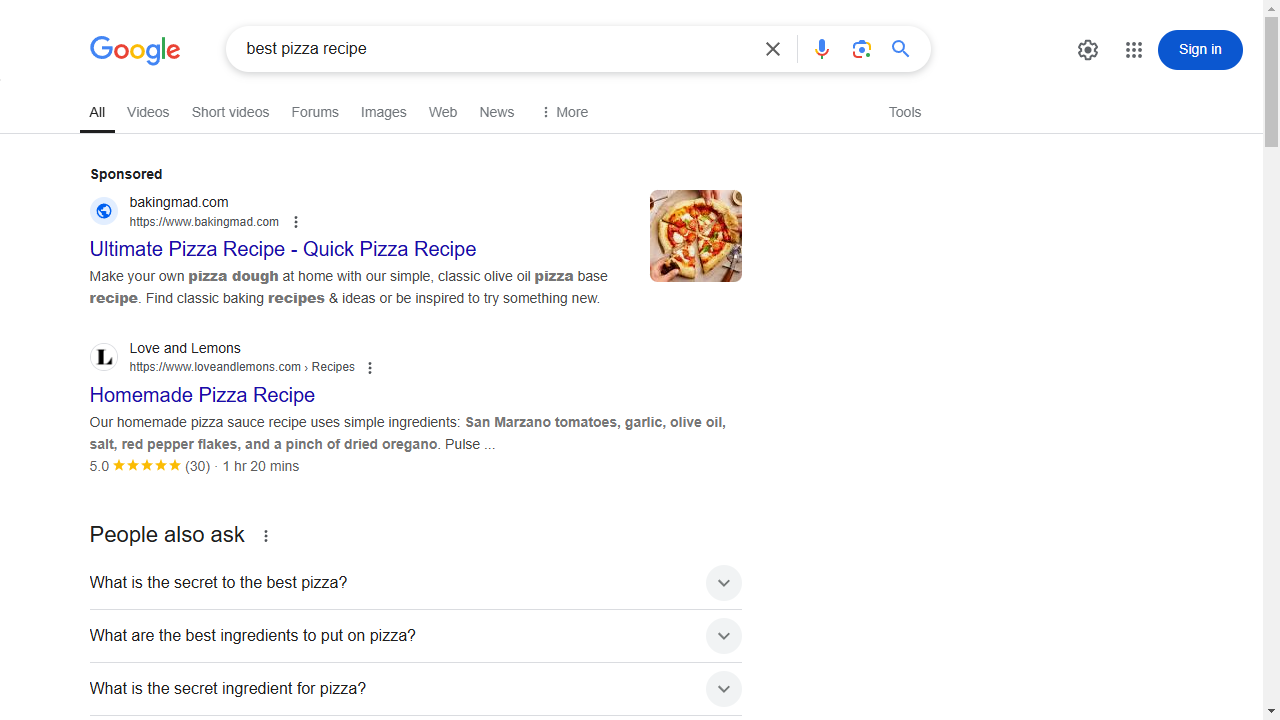 Google
best pizza recipe
Sign in
All Videos Short videos Forums Images Web News More Tools
Sponsored
bakingmad.com
https://www.bakingmad.com
Ultimate Pizza Recipe - Quick Pizza Recipe
Make your own pizza dough at home with our simple, classic olive oil pizza base
recipe. Find classic baking recipes & ideas or be inspired to try something new.
L
Love and Lemons
https://www.loveandlemons.com › Recipes
Homemade Pizza Recipe
Our homemade pizza sauce recipe uses simple ingredients: San Marzano tomatoes, garlic, olive oil,
salt, red pepper flakes, and a pinch of dried oregano. Pulse ...
5.0 ★★★★★ (30) · 1 hr 20 mins
People also ask
What is the secret to the best pizza?
What are the best ingredients to put on pizza?
What is the secret ingredient for pizza?